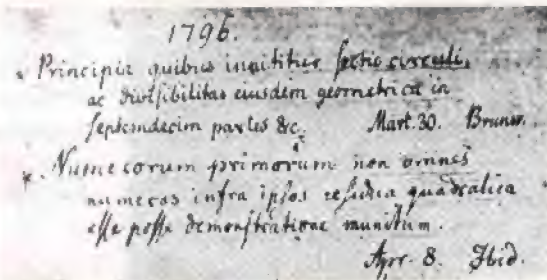 1796.
* Principia quibus innititur sectio circuli,
ac divisibilitas eiusdem geometrica in
septemdecim partes &c. Mart. 30. Brunsv.
* Numerorum primorum non omnes
numeros infra ipsos residua quadratica
esse posse demonstratione munitum.
Apr. 8. Ibid.